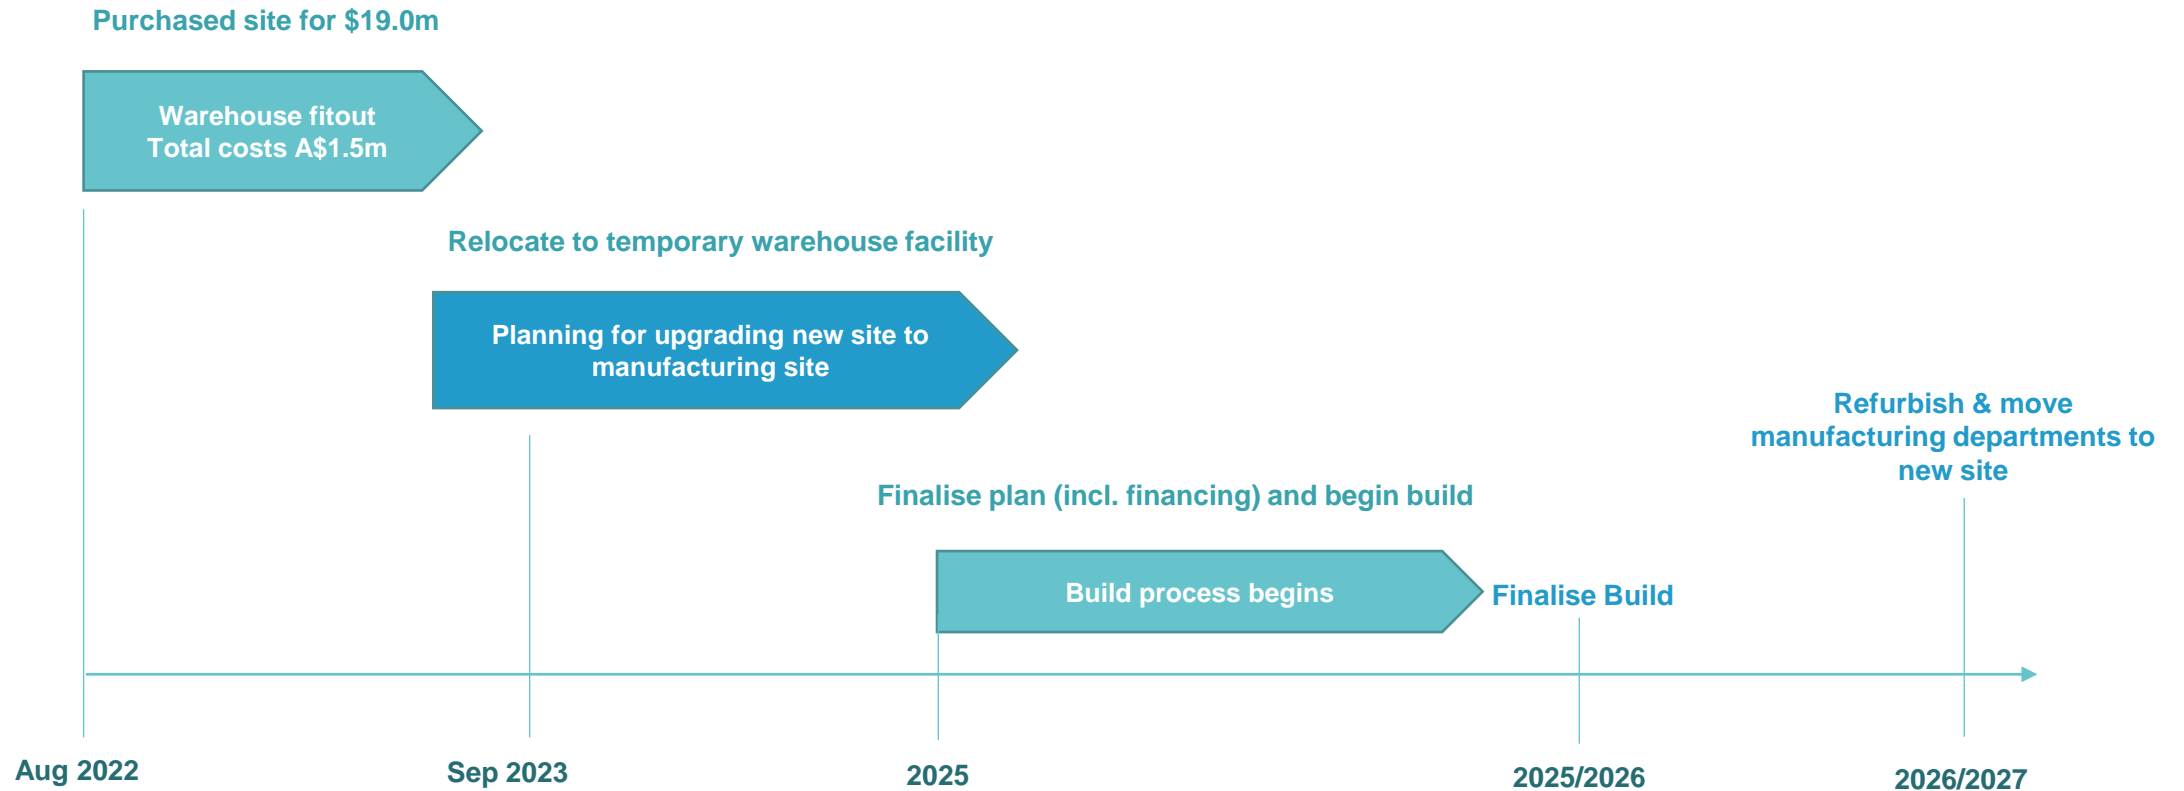 Purchased site for $19.0m
Warehouse fitout
Total costs A$1.5m
Relocate to temporary warehouse facility
Planning for upgrading new site to
manufacturing site
Refurbish & move
manufacturing departments to
new site
Finalise plan (incl. financing) and begin build
Build process begins
Finalise Build
Aug 2022
Sep 2023
2025
2025/2026
2026/2027